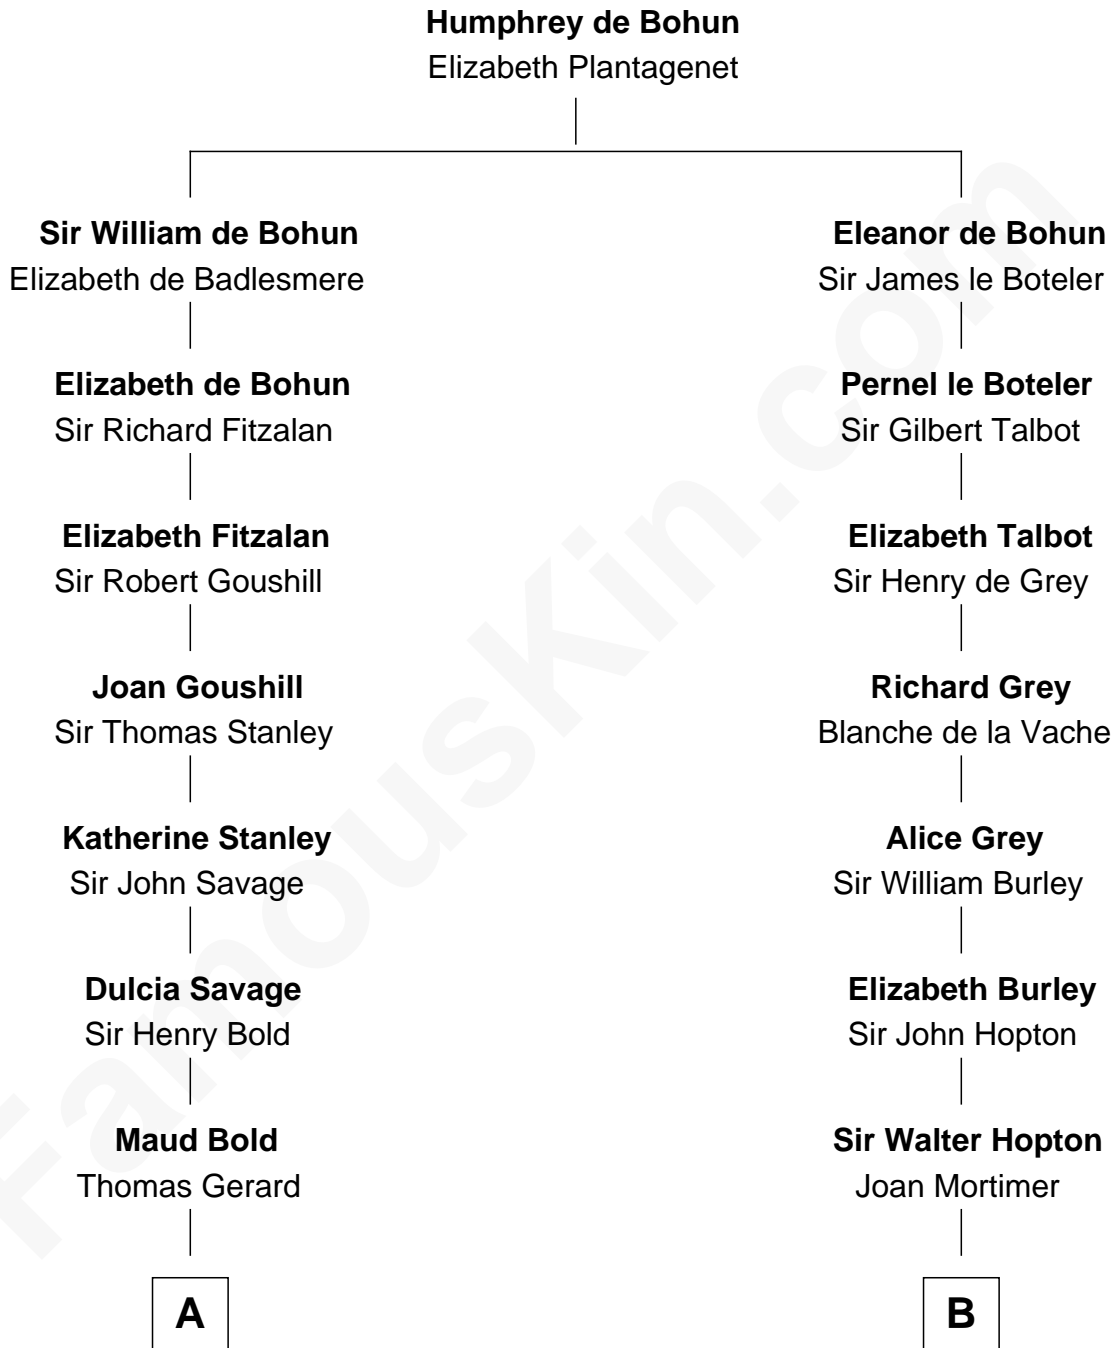 Humphrey de Bohun
Elizabeth Plantagenet
Sir William de Bohun
Elizabeth de Badlesmere
Elizabeth de Bohun
Sir Richard Fitzalan
Elizabeth Fitzalan
Sir Robert Goushill
Joan Goushill
Sir Thomas Stanley
Katherine Stanley
Sir John Savage
Dulcia Savage
Sir Henry Bold
Maud Bold
Thomas Gerard
A
Eleanor de Bohun
Sir James le Boteler
Pernel le Boteler
Sir Gilbert Talbot
Elizabeth Talbot
Sir Henry de Grey
Richard Grey
Blanche de la Vache
Alice Grey
Sir William Burley
Elizabeth Burley
Sir John Hopton
Sir Walter Hopton
Joan Mortimer
B
FamousKin.com